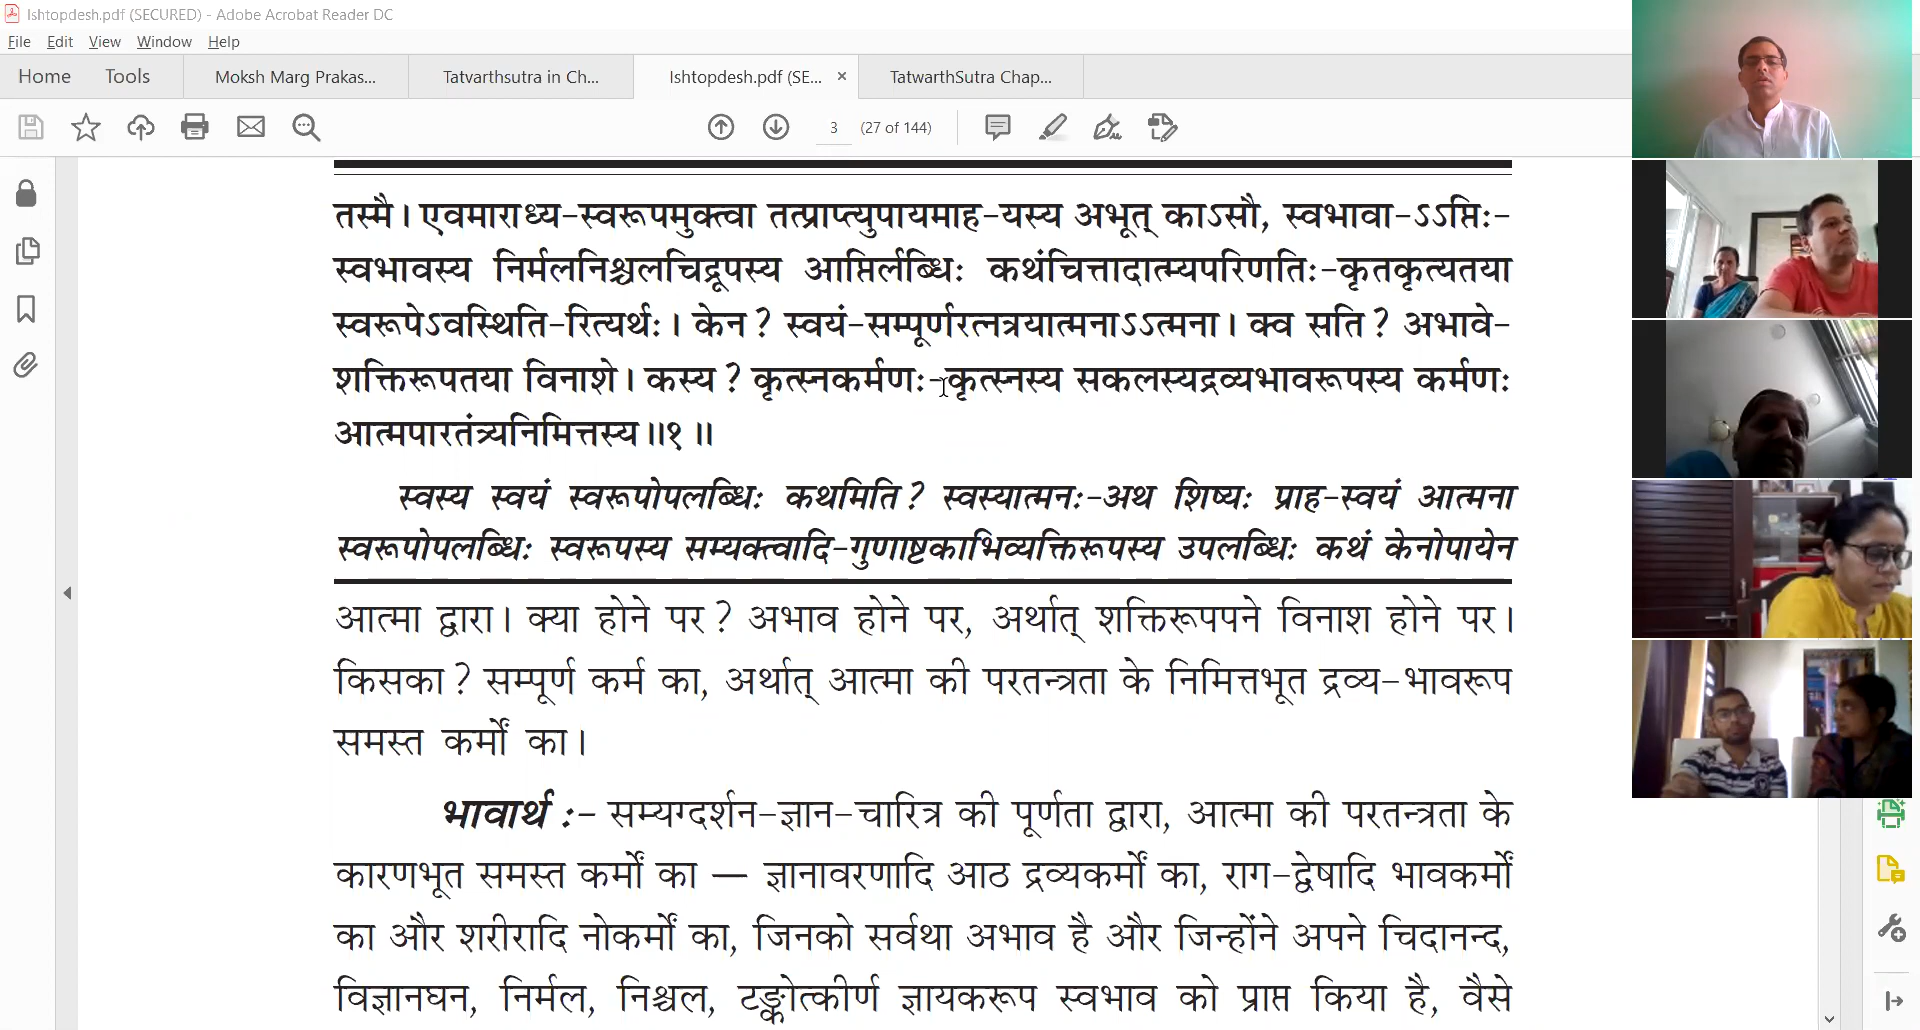 Ishtopdesh.pdf (SECURED) - Adobe Acrobat Reader DC
File Edit View Window Help
Home Tools Moksh Marg Prakas... Tatvarthsutra in Ch... Ishtopdesh.pdf (SE... × TatwarthSutra Chap...
3 (27 of 144)
तस्मै। एवमाराध्य-स्वरूपमुक्त्वा तत्प्राप्त्युपायमाह-यस्य अभूत् काऽसौ, स्वभावा-ऽऽप्तिः-
स्वभावस्य निर्मलनिश्चलचिद्रूपस्य आप्तिर्लब्धिः कथंचित्तादात्म्यपरिणतिः-कृतकृत्यतया
स्वरूपेऽवस्थिति-रित्यर्थः। केन? स्वयं-सम्पूर्णरत्नत्रयात्मनाऽऽत्मना। क्व सति? अभावे-
शक्तिरूपतया विनाशे। कस्य? कृत्स्नकर्मणः-कृत्स्नस्य सकलस्यद्रव्यभावरूपस्य कर्मणः
आत्मपारतंत्र्यनिमित्तस्य॥१॥
स्वस्य स्वयं स्वरूपोपलब्धिः कथमिति? स्वस्यात्मनः-अथ शिष्यः प्राह-स्वयं आत्मना
स्वरूपोपलब्धिः स्वरूपस्य सम्यक्त्वादि-गुणाष्टकाभिव्यक्तिरूपस्य उपलब्धिः कथं केनोपायेन
आत्मा द्वारा। क्या होने पर? अभाव होने पर, अर्थात् शक्तिरूपपने विनाश होने पर।
किसका? सम्पूर्ण कर्म का, अर्थात् आत्मा की परतन्त्रता के निमित्तभूत द्रव्य-भावरूप
समस्त कर्मों का।
भावार्थ :- सम्यग्दर्शन-ज्ञान-चारित्र की पूर्णता द्वारा, आत्मा की परतन्त्रता के
कारणभूत समस्त कर्मों का — ज्ञानावरणादि आठ द्रव्यकर्मों का, राग-द्वेषादि भावकर्मों
का और शरीरादि नोकर्मों का, जिनको सर्वथा अभाव है और जिन्होंने अपने चिदानन्द,
विज्ञानघन, निर्मल, निश्चल, टङ्कोत्कीर्ण ज्ञायकरूप स्वभाव को प्राप्त किया है, वैसे